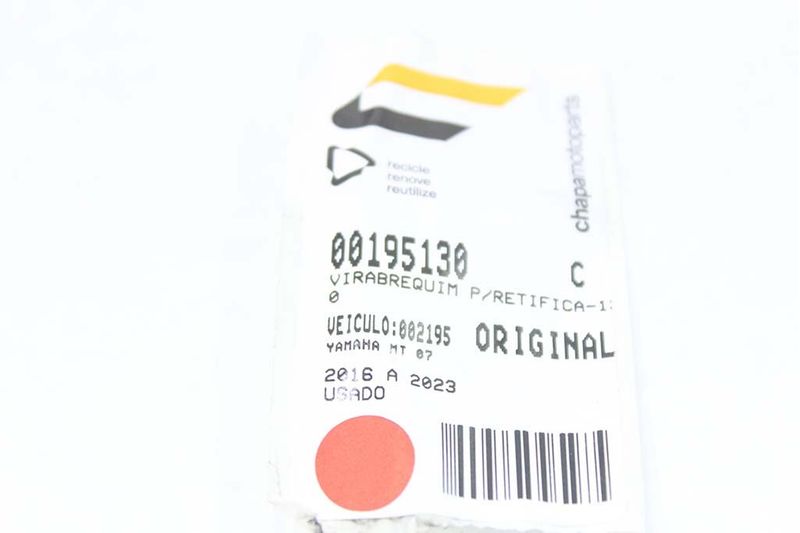 recicle
renove
reutilize
chapamotoparts
00195130 C
VIRABREQUIM P/RETIFICA-1
0
VEICULO:002195 ORIGINAL
YAMAHA MT 07
2016 A 2023
USADO